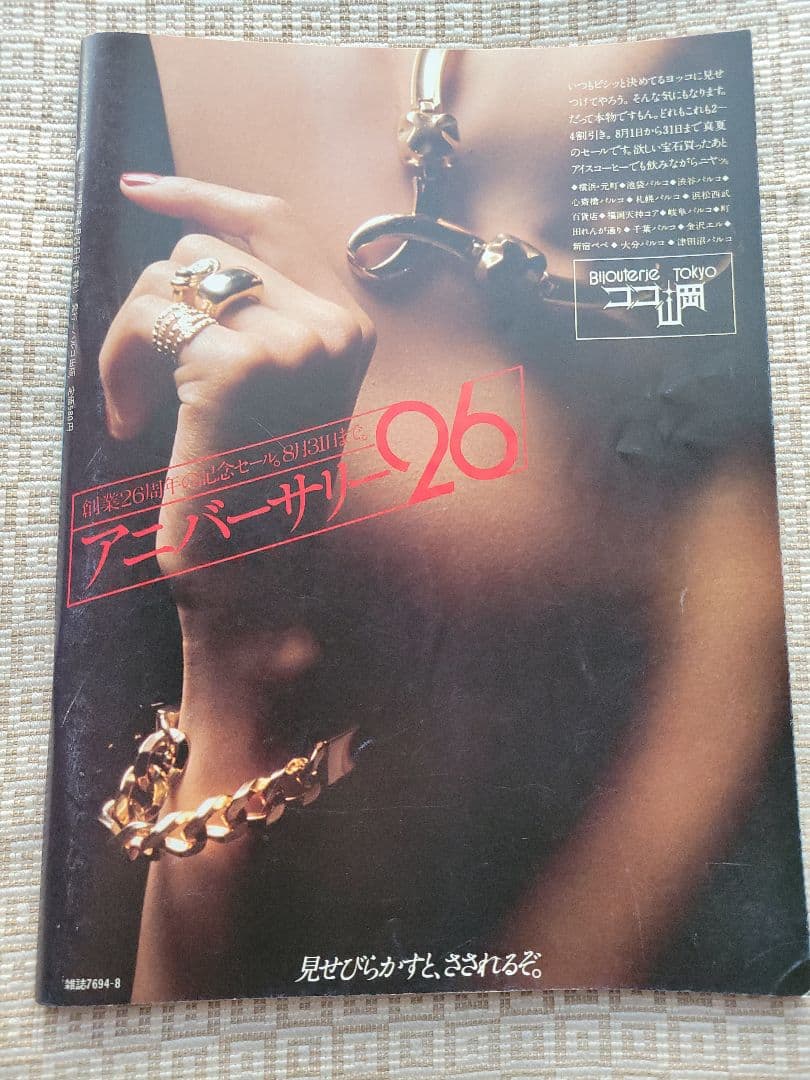 いつもビシッと決めてるヨッコに見せ
つけてやろう。そんな気にもなります。
だって本物ですもん。どれもこれも2―
4割引き。8月1日から31日まで真夏
のセールです。欲しい宝石買ったあと
アイスコーヒーでも飲みながらニヤッ。
◆横浜・元町◆池袋パルコ◆渋谷パルコ◆
心斎橋パルコ◆札幌パルコ◆浜松西武
百貨店◆福岡天神コア◆岐阜パルコ◆町
田れんが通り◆千葉パルコ◆金沢エル◆
新宿ペペ◆大分パルコ◆津田沼パルコ
Bijouterie Tokyo
ココ山岡
創業26周年の記念セール。8月31日まで。
アニバーサリー26
見せびらかすと、さされるぞ。
雑誌7694-8
定価580円